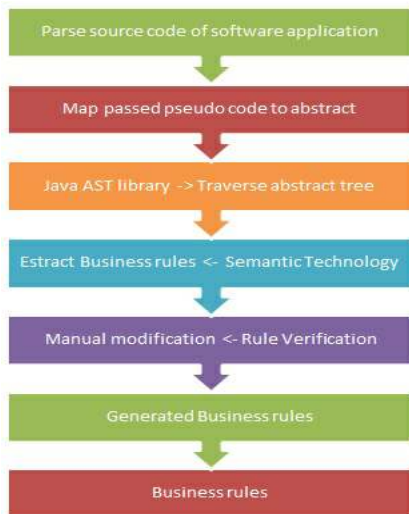 Parse source code of software application
Map passed pseudo code to abstract
Java AST library -> Traverse abstract tree
Estract Business rules <- Semantic Technology
Manual modification <- Rule Verification
Generated Business rules
Business rules